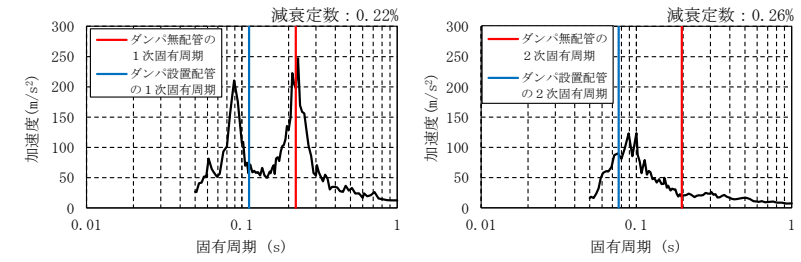 減衰定数：0.22%
300
250
200
150
100
50
0
加速度(m/s²)
ダンパ無配管の
１次固有周期
ダンパ設置配管
の１次固有周期
0.01
0.1
1
固有周期 (s)
減衰定数：0.26%
300
250
200
150
100
50
0
加速度(m/s²)
ダンパ無配管の
２次固有周期
ダンパ設置配管
の２次固有周期
0.01
0.1
1
固有周期 (s)